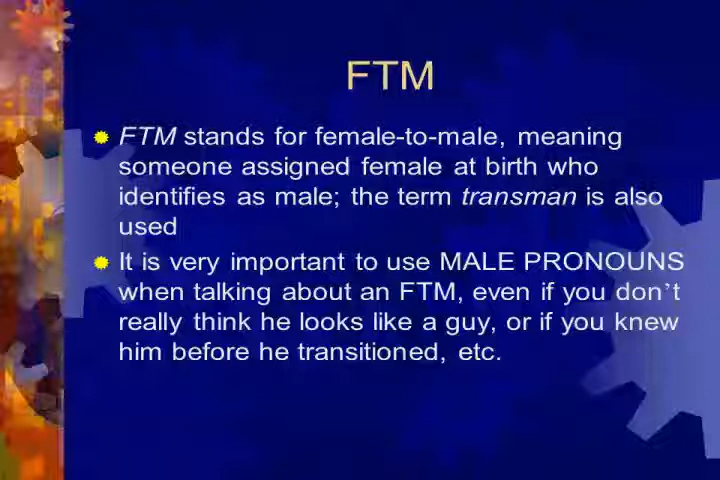 FTM
FTM stands for female-to-male, meaning
someone assigned female at birth who
identifies as male; the term transman is also
used
It is very important to use MALE PRONOUNS
when talking about an FTM, even if you don’t
really think he looks like a guy, or if you knew
him before he transitioned, etc.